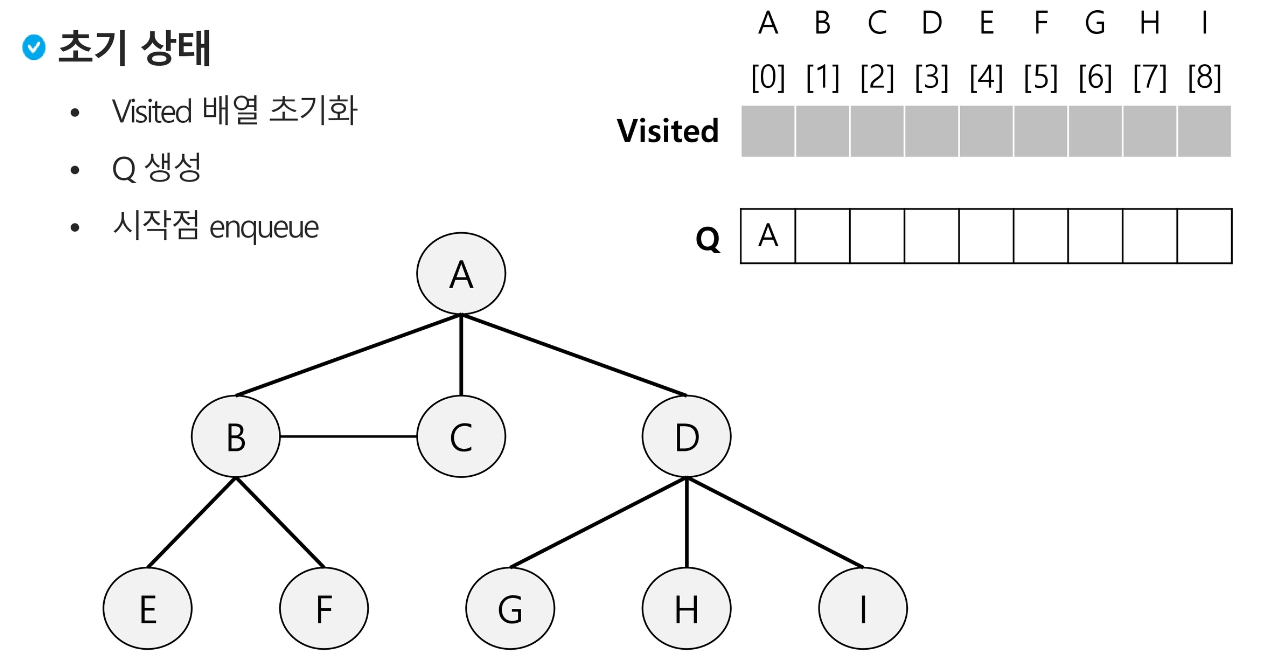 초기 상태
• Visited 배열 초기화
• Q 생성
• 시작점 enqueue
A B C D E F G H I
[0] [1] [2] [3] [4] [5] [6] [7] [8]
Visited
Q A
A
B C D
E F G H I